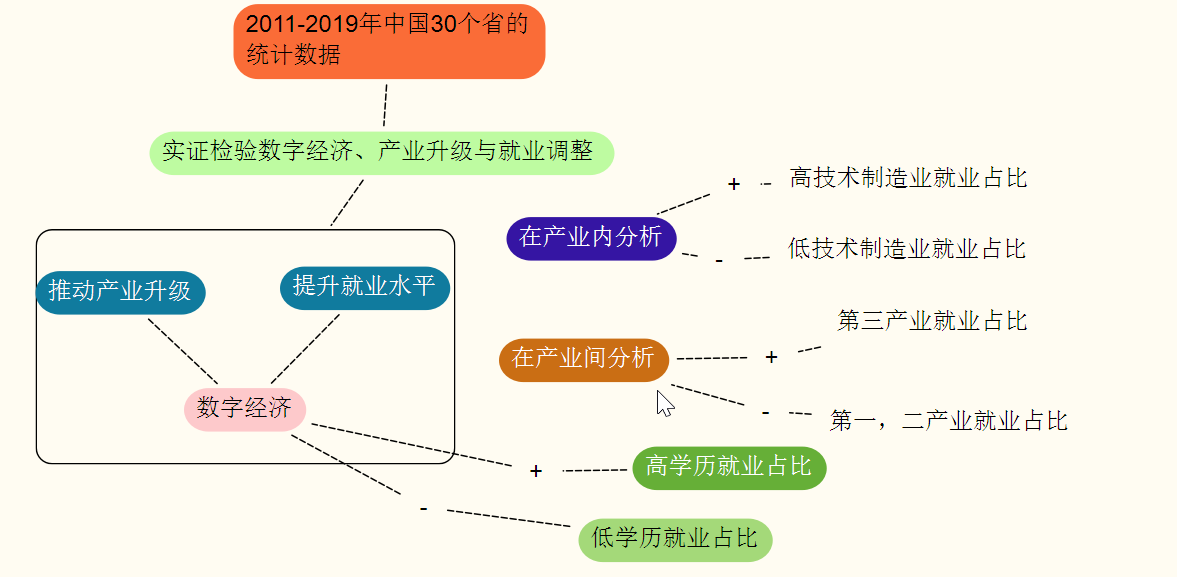 2011-2019年中国30个省的
统计数据
实证检验数字经济、产业升级与就业调整
+
高技术制造业就业占比
在产业内分析
-
低技术制造业就业占比
推动产业升级
提升就业水平
第三产业就业占比
在产业间分析
+
数字经济
-
第一，二产业就业占比
+
高学历就业占比
-
低学历就业占比